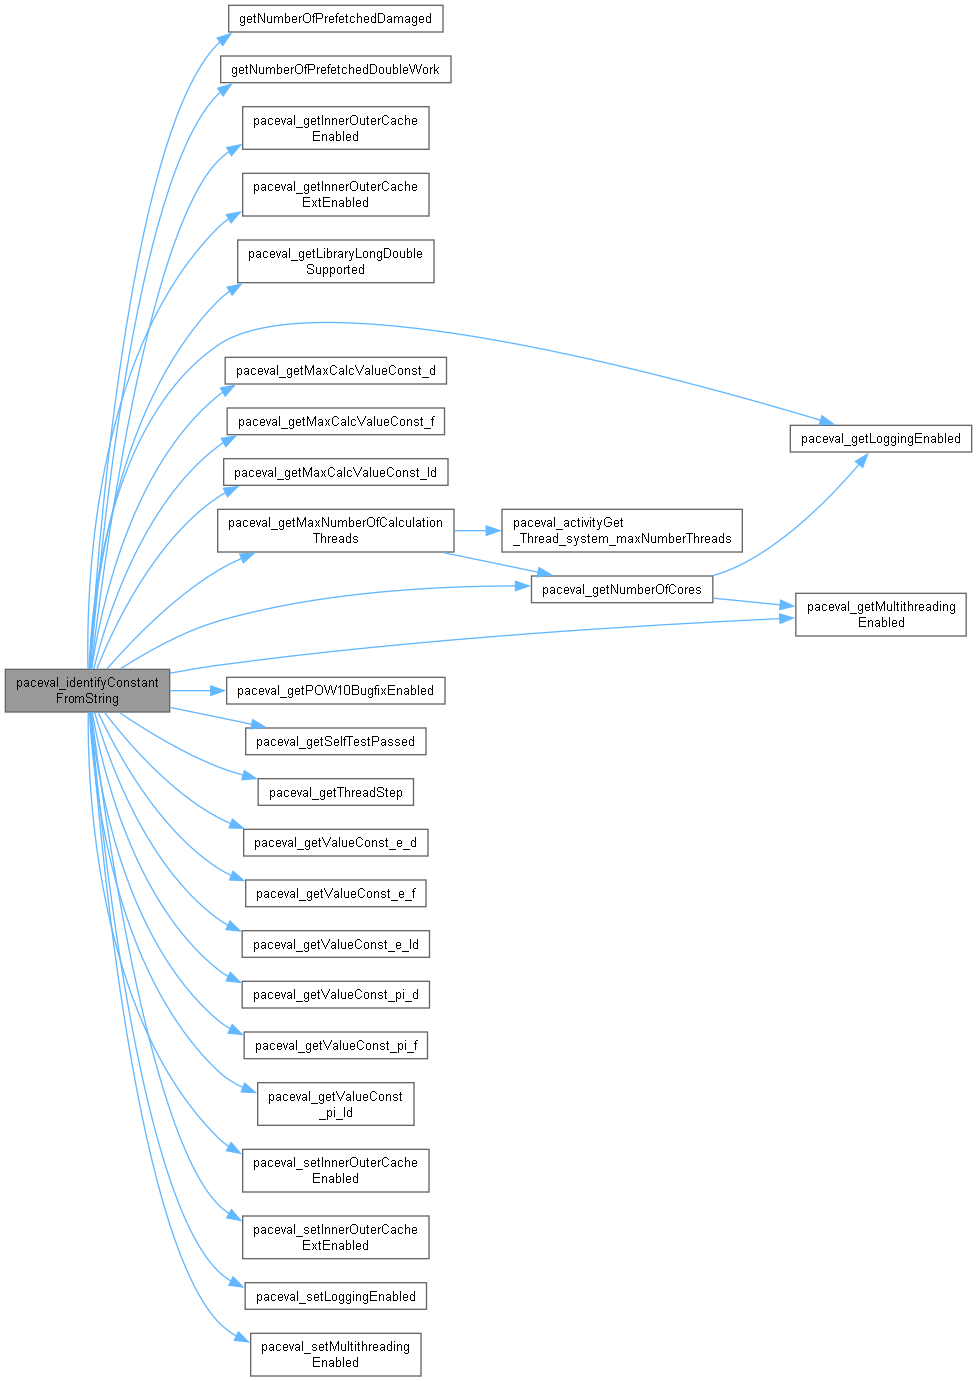 getNumberOfPrefetchedDamaged
getNumberOfPrefetchedDoubleWork
paceval_getInnerOuterCache
Enabled
paceval_getInnerOuterCache
ExtEnabled
paceval_getLibraryLongDouble
Supported
paceval_getMaxCalcValueConst_d
paceval_getMaxCalcValueConst_f
paceval_getLoggingEnabled
paceval_getMaxCalcValueConst_ld
paceval_getMaxNumberOfCalculation
Threads
paceval_activityGet
_Thread_system_maxNumberThreads
paceval_getNumberOfCores
paceval_getMultithreading
Enabled
paceval_identifyConstant
FromString
paceval_getPOW10BugfixEnabled
paceval_getSelfTestPassed
paceval_getThreadStep
paceval_getValueConst_e_d
paceval_getValueConst_e_f
paceval_getValueConst_e_ld
paceval_getValueConst_pi_d
paceval_getValueConst_pi_f
paceval_getValueConst
_pi_ld
paceval_setInnerOuterCache
Enabled
paceval_setInnerOuterCache
ExtEnabled
paceval_setLoggingEnabled
paceval_setMultithreading
Enabled